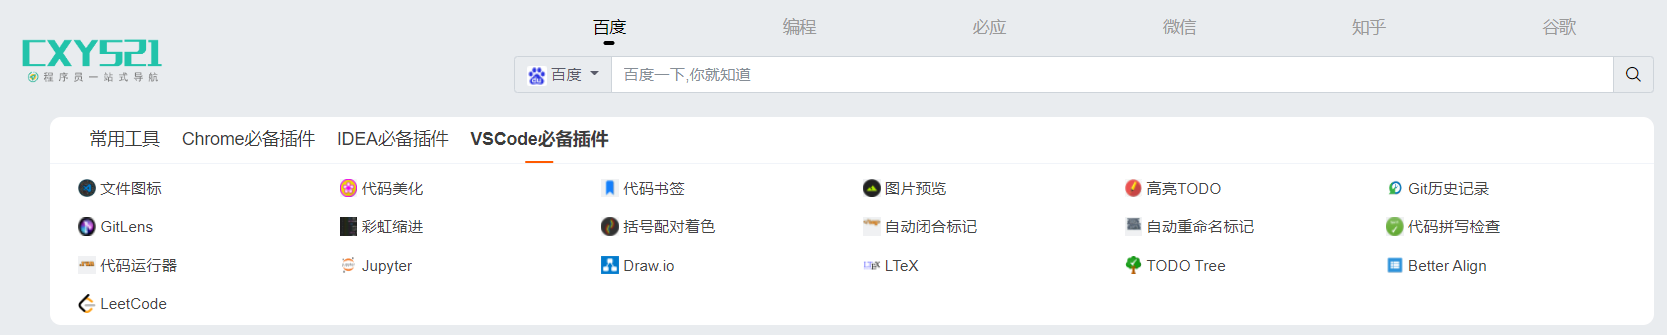 百度 编程 必应 微信 知乎 谷歌
CXY521
程序员一站式导航
百度 百度一下,你就知道
常用工具 Chrome必备插件 IDEA必备插件 VSCode必备插件
文件图标 代码美化 代码书签 图片预览 高亮TODO Git历史记录
GitLens 彩虹缩进 括号配对着色 自动闭合标记 自动重命名标记 代码拼写检查
代码运行器 Jupyter Draw.io LTeX TODO Tree Better Align
LeetCode